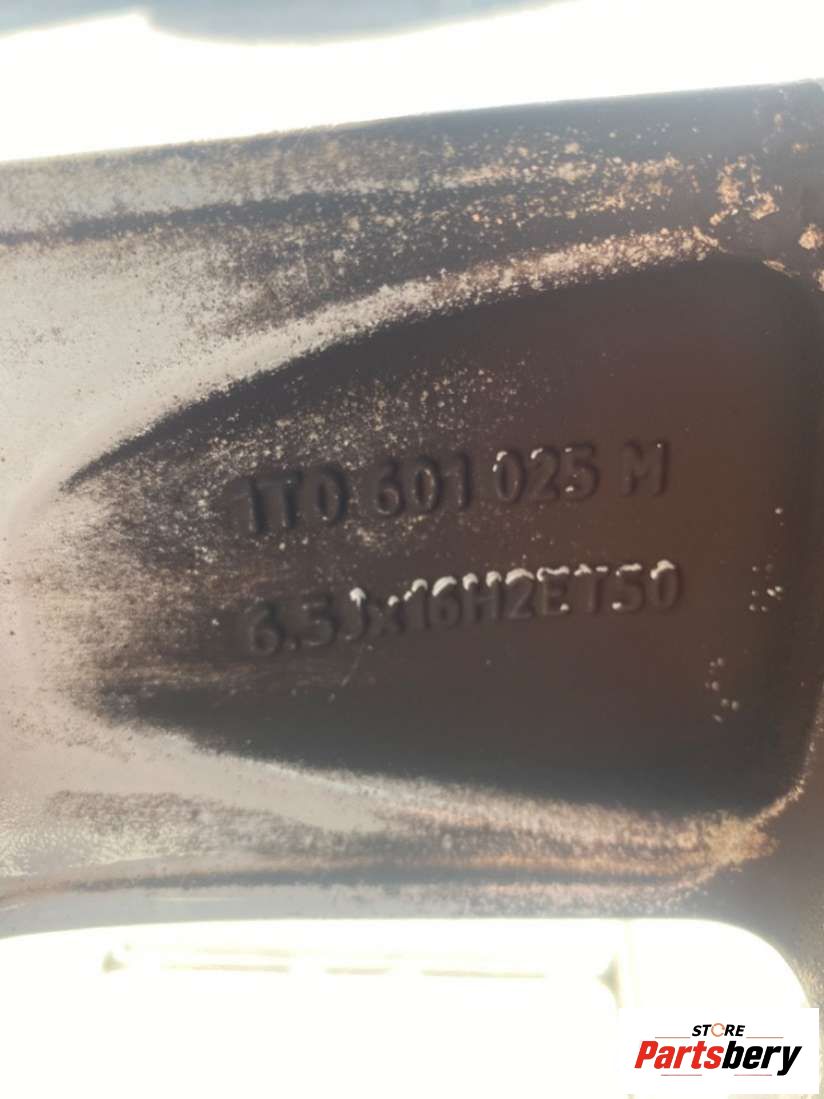 1T0 601 025 M
6.5Jx16H2ET50
STORE
Partsbery